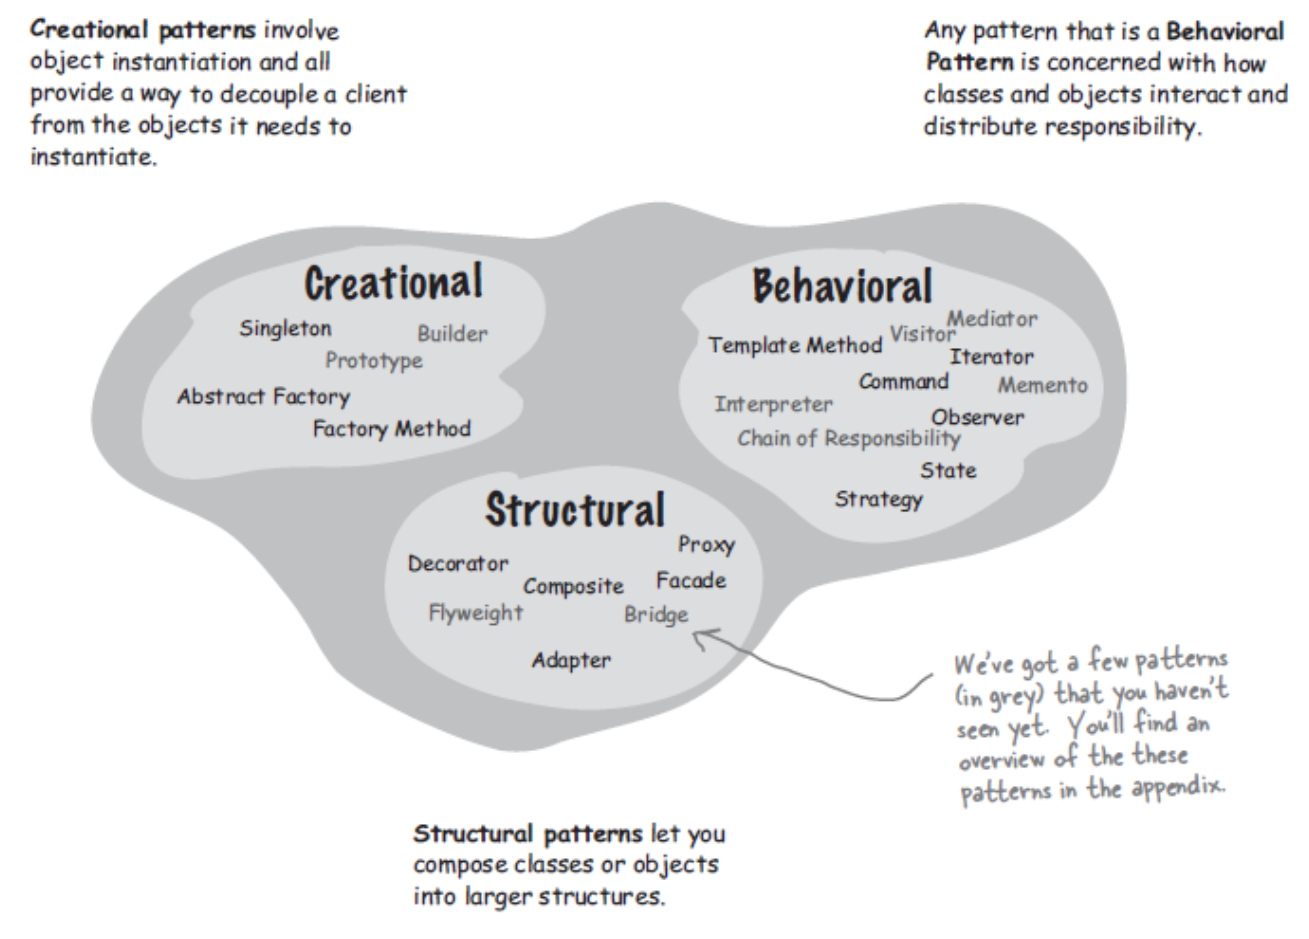 Creational patterns involve
object instantiation and all
provide a way to decouple a client
from the objects it needs to
instantiate.
Any pattern that is a Behavioral
Pattern is concerned with how
classes and objects interact and
distribute responsibility.
Creational
Singleton
Builder
Prototype
Abstract Factory
Factory Method
Behavioral
Mediator
Visitor
Template Method
Iterator
Command
Memento
Interpreter
Observer
Chain of Responsibility
State
Strategy
Structural
Proxy
Decorator
Composite
Facade
Flyweight
Bridge
Adapter
We've got a few patterns
(in grey) that you haven't
seen yet. You'll find an
overview of the these
patterns in the appendix.
Structural patterns let you
compose classes or objects
into larger structures.